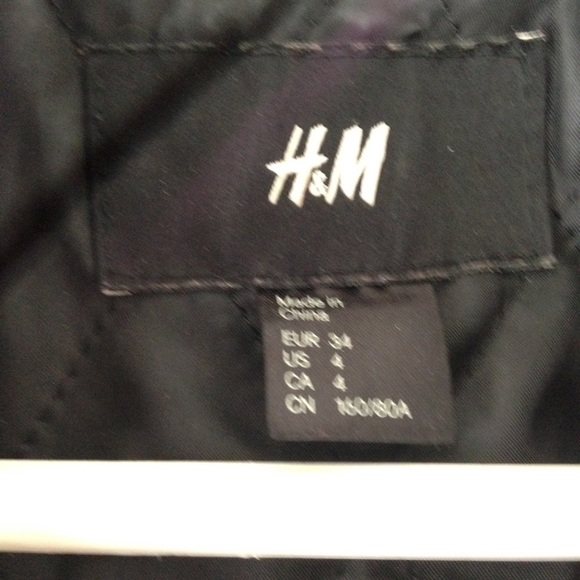 H&M
Made in
China
EUR 34
US 4
CA 4
CN 160/80A